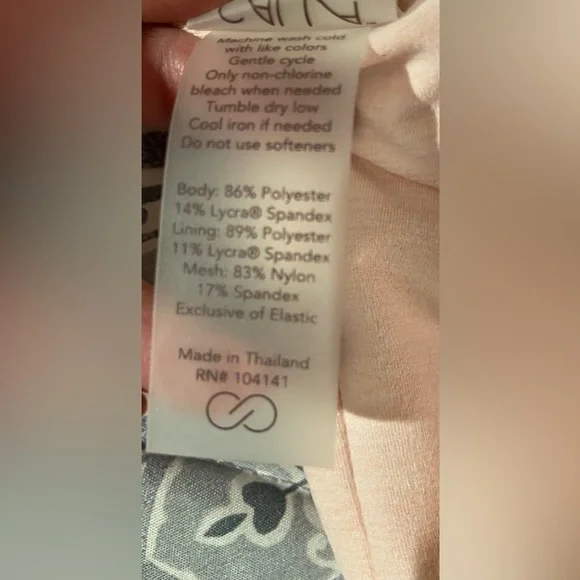 Machine wash cold
with like colors
Gentle cycle
Only non-chlorine
bleach when needed
Tumble dry low
Cool iron if needed
Do not use softeners
Body: 86% Polyester
14% Lycra® Spandex
Lining: 89% Polyester
11% Lycra® Spandex
Mesh: 83% Nylon
17% Spandex
Exclusive of Elastic
Made in Thailand
RN# 104141